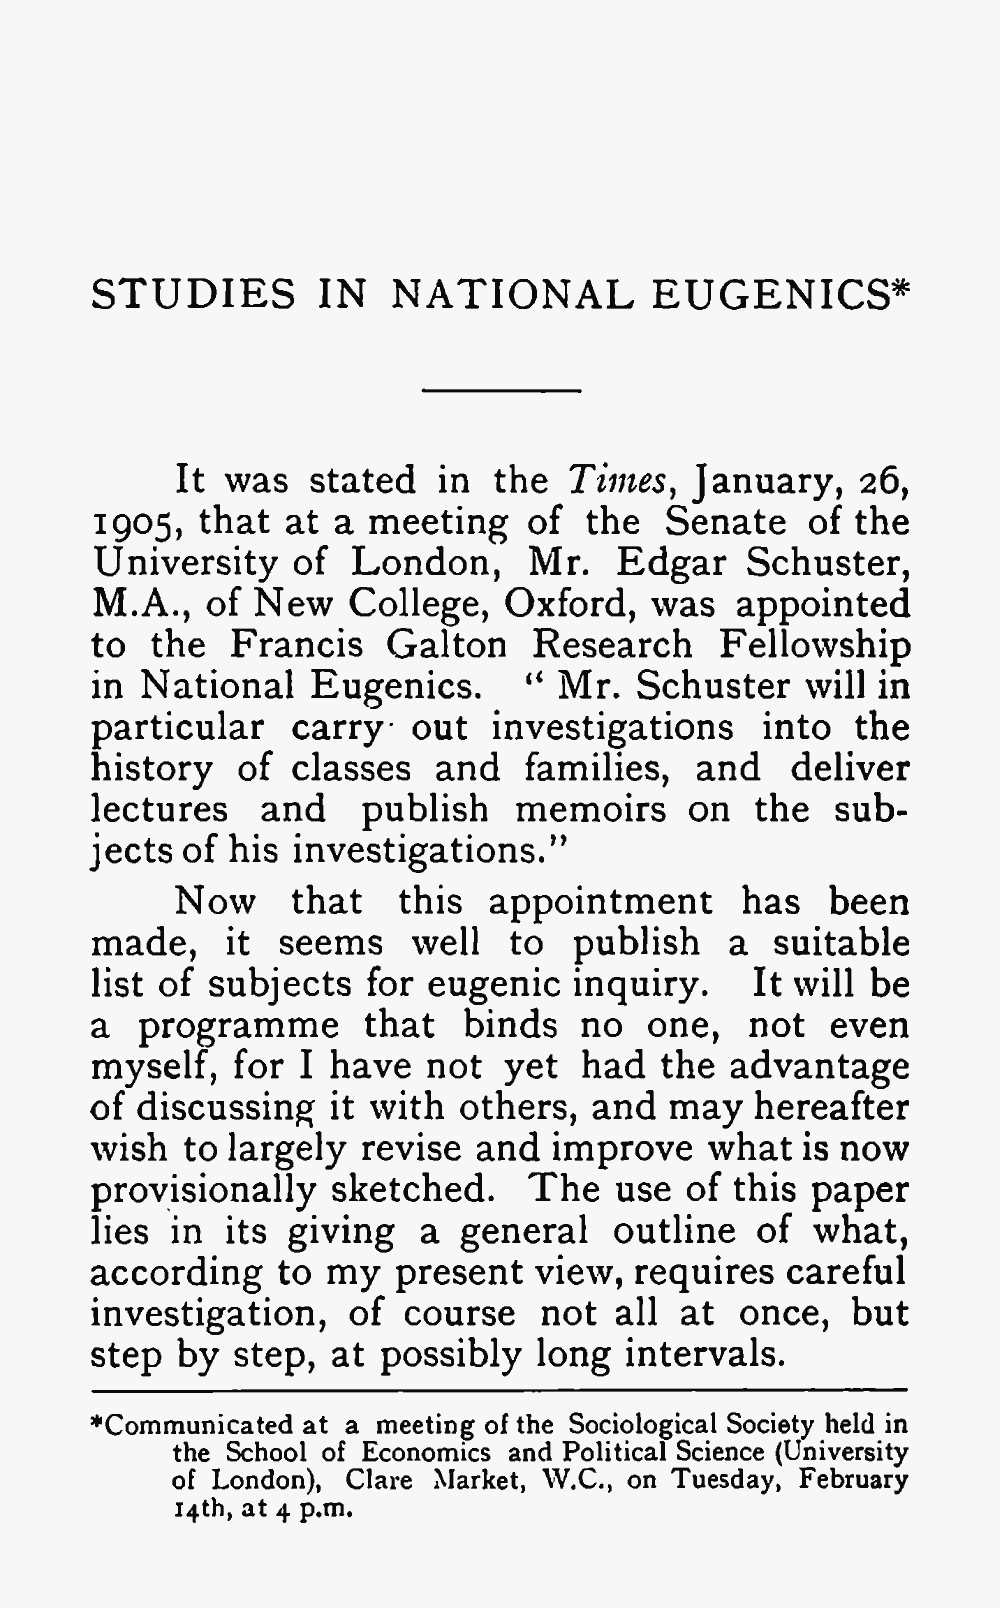 STUDIES IN NATIONAL EUGENICS*
It was stated in the Times, January, 26,
1905, that at a meeting of the Senate of the
University of London, Mr. Edgar Schuster,
M.A., of New College, Oxford, was appointed
to the Francis Galton Research Fellowship
in National Eugenics. “ Mr. Schuster will in
particular carry out investigations into the
history of classes and families, and deliver
lectures and publish memoirs on the sub-
jects of his investigations.”
Now that this appointment has been
made, it seems well to publish a suitable
list of subjects for eugenic inquiry. It will be
a programme that binds no one, not even
myself, for I have not yet had the advantage
of discussing it with others, and may hereafter
wish to largely revise and improve what is now
provisionally sketched. The use of this paper
lies in its giving a general outline of what,
according to my present view, requires careful
investigation, of course not all at once, but
step by step, at possibly long intervals.
*Communicated at a meeting of the Sociological Society held in
the School of Economics and Political Science (University
of London), Clare Market, W.C., on Tuesday, February
14th, at 4 p.m.